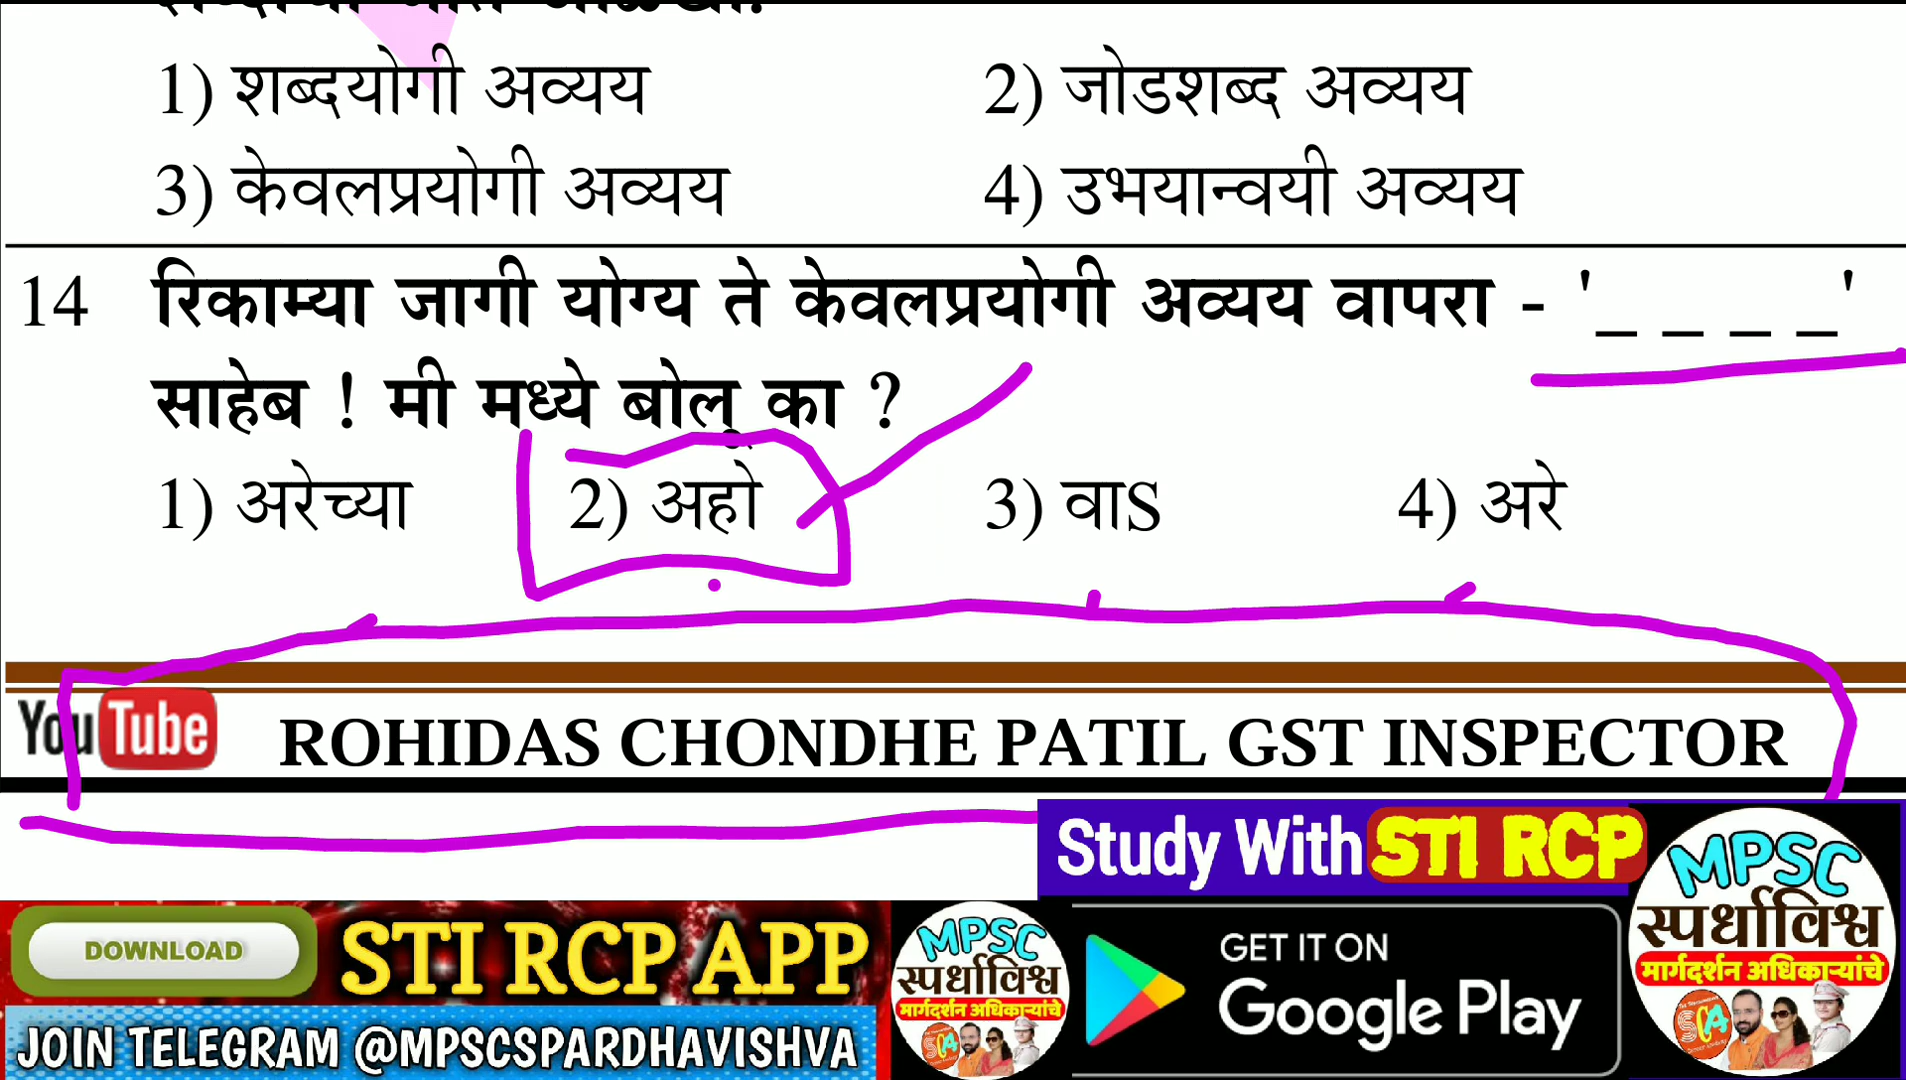 1) शब्दयोगी अव्यय 2) जोडशब्द अव्यय
3) केवलप्रयोगी अव्यय 4) उभयान्वयी अव्यय
14 रिकाम्या जागी योग्य ते केवलप्रयोगी अव्यय वापरा - '_ _ _ _'
साहेब ! मी मध्ये बोलू का ?
1) अरेच्या 2) अहो 3) वाS 4) अरे
YouTube ROHIDAS CHONDHE PATIL GST INSPECTOR
Study With STI RCP
MPSC
स्पर्धाविश्व
मार्गदर्शन अधिकाऱ्यांचे
DOWNLOAD STI RCP APP
MPSC
स्पर्धाविश्व
मार्गदर्शन अधिकाऱ्यांचे
GET IT ON
Google Play
JOIN TELEGRAM @MPSCSPARDHAVISHVA